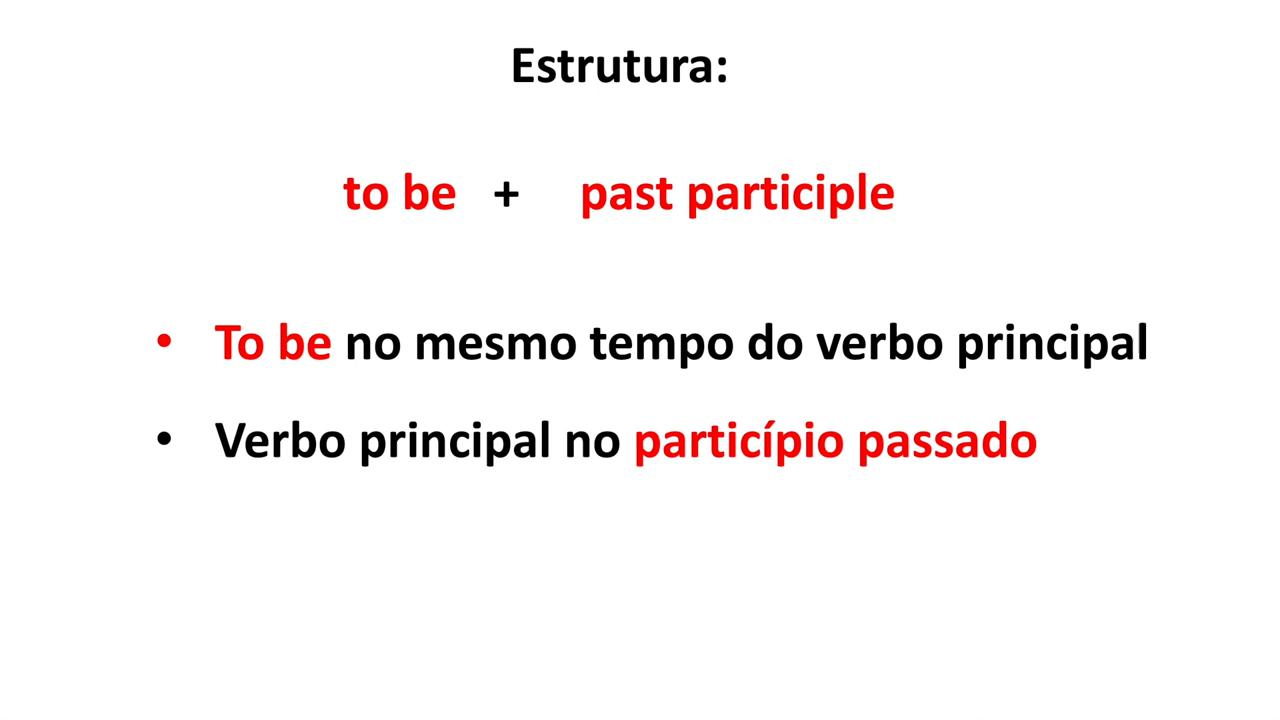 Estrutura:
to be + past participle
• To be no mesmo tempo do verbo principal
• Verbo principal no particípio passado